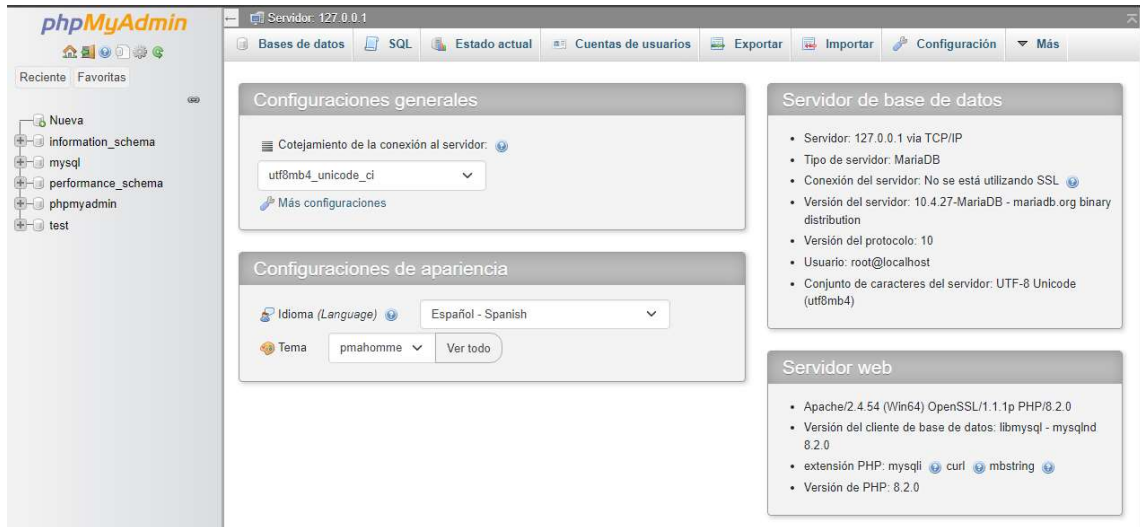 phpMyAdmin
Reciente Favoritas
Nueva
information_schema
mysql
performance_schema
phpmyadmin
test
Servidor: 127.0.0.1
Bases de datos SQL Estado actual Cuentas de usuarios Exportar Importar Configuración Más
Configuraciones generales
Cotejamiento de la conexión al servidor:
utf8mb4_unicode_ci
Más configuraciones
Configuraciones de apariencia
Idioma (Language) Español - Spanish
Tema pmahomme Ver todo
Servidor de base de datos
• Servidor: 127.0.0.1 via TCP/IP
• Tipo de servidor: MariaDB
• Conexión del servidor: No se está utilizando SSL
• Versión del servidor: 10.4.27-MariaDB - mariadb.org binary
distribution
• Versión del protocolo: 10
• Usuario: root@localhost
• Conjunto de caracteres del servidor: UTF-8 Unicode
(utf8mb4)
Servidor web
• Apache/2.4.54 (Win64) OpenSSL/1.1.1p PHP/8.2.0
• Versión del cliente de base de datos: libmysql - mysqlnd
8.2.0
• extensión PHP: mysqli curl mbstring
• Versión de PHP: 8.2.0